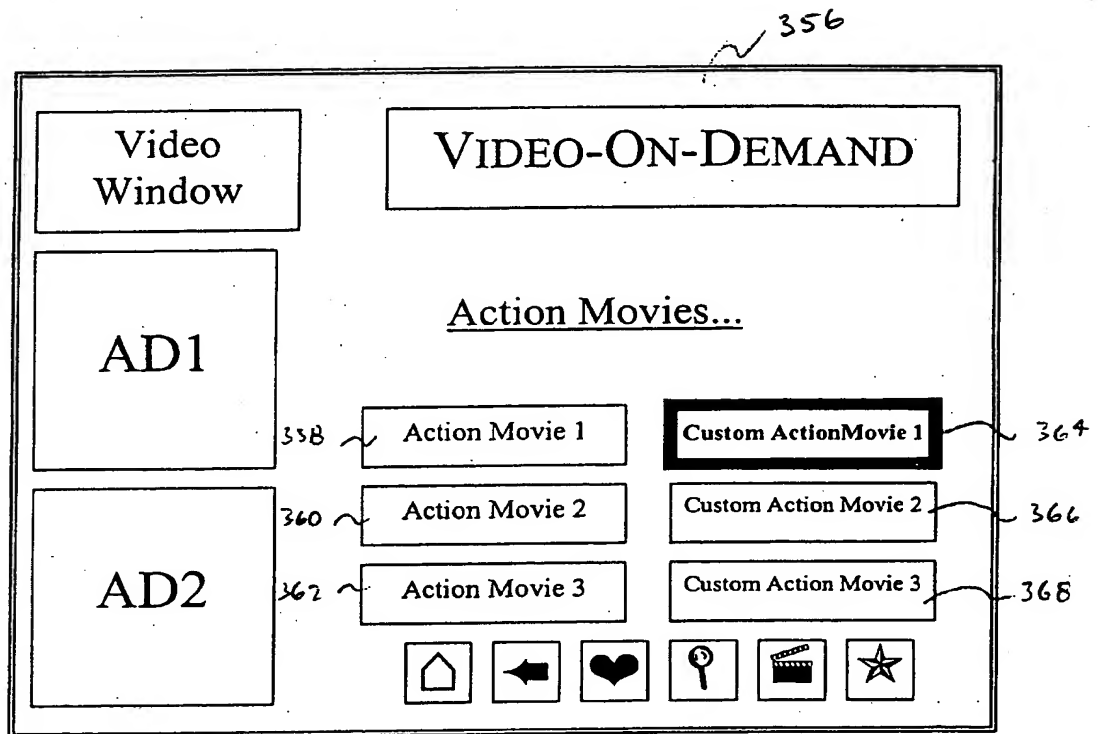 356
Video
Window
VIDEO-ON-DEMAND
AD1
Action Movies...
358
Action Movie 1
Custom ActionMovie 1
364
360
Action Movie 2
Custom Action Movie 2
366
AD2
362
Action Movie 3
Custom Action Movie 3
368